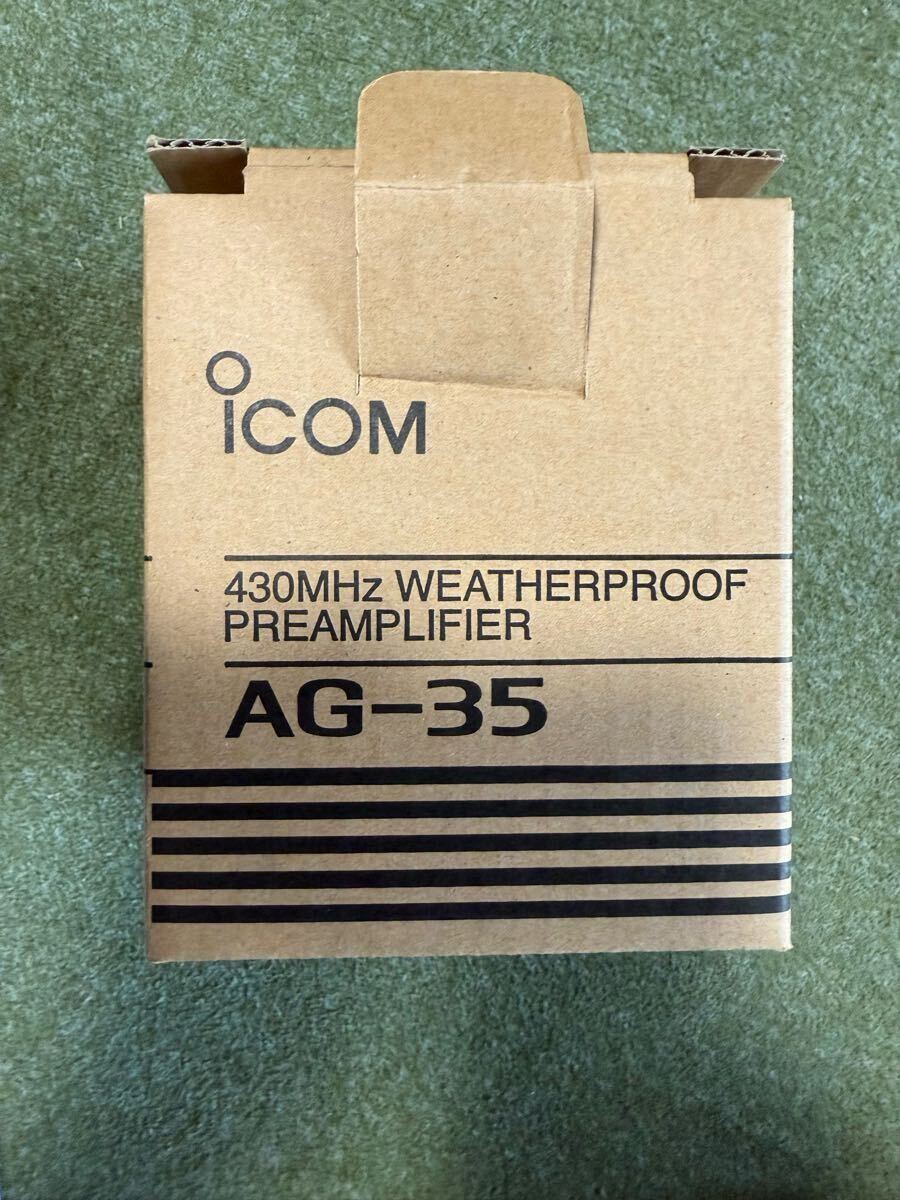 ICOM
430MHz WEATHERPROOF
PREAMPLIFIER
AG-35